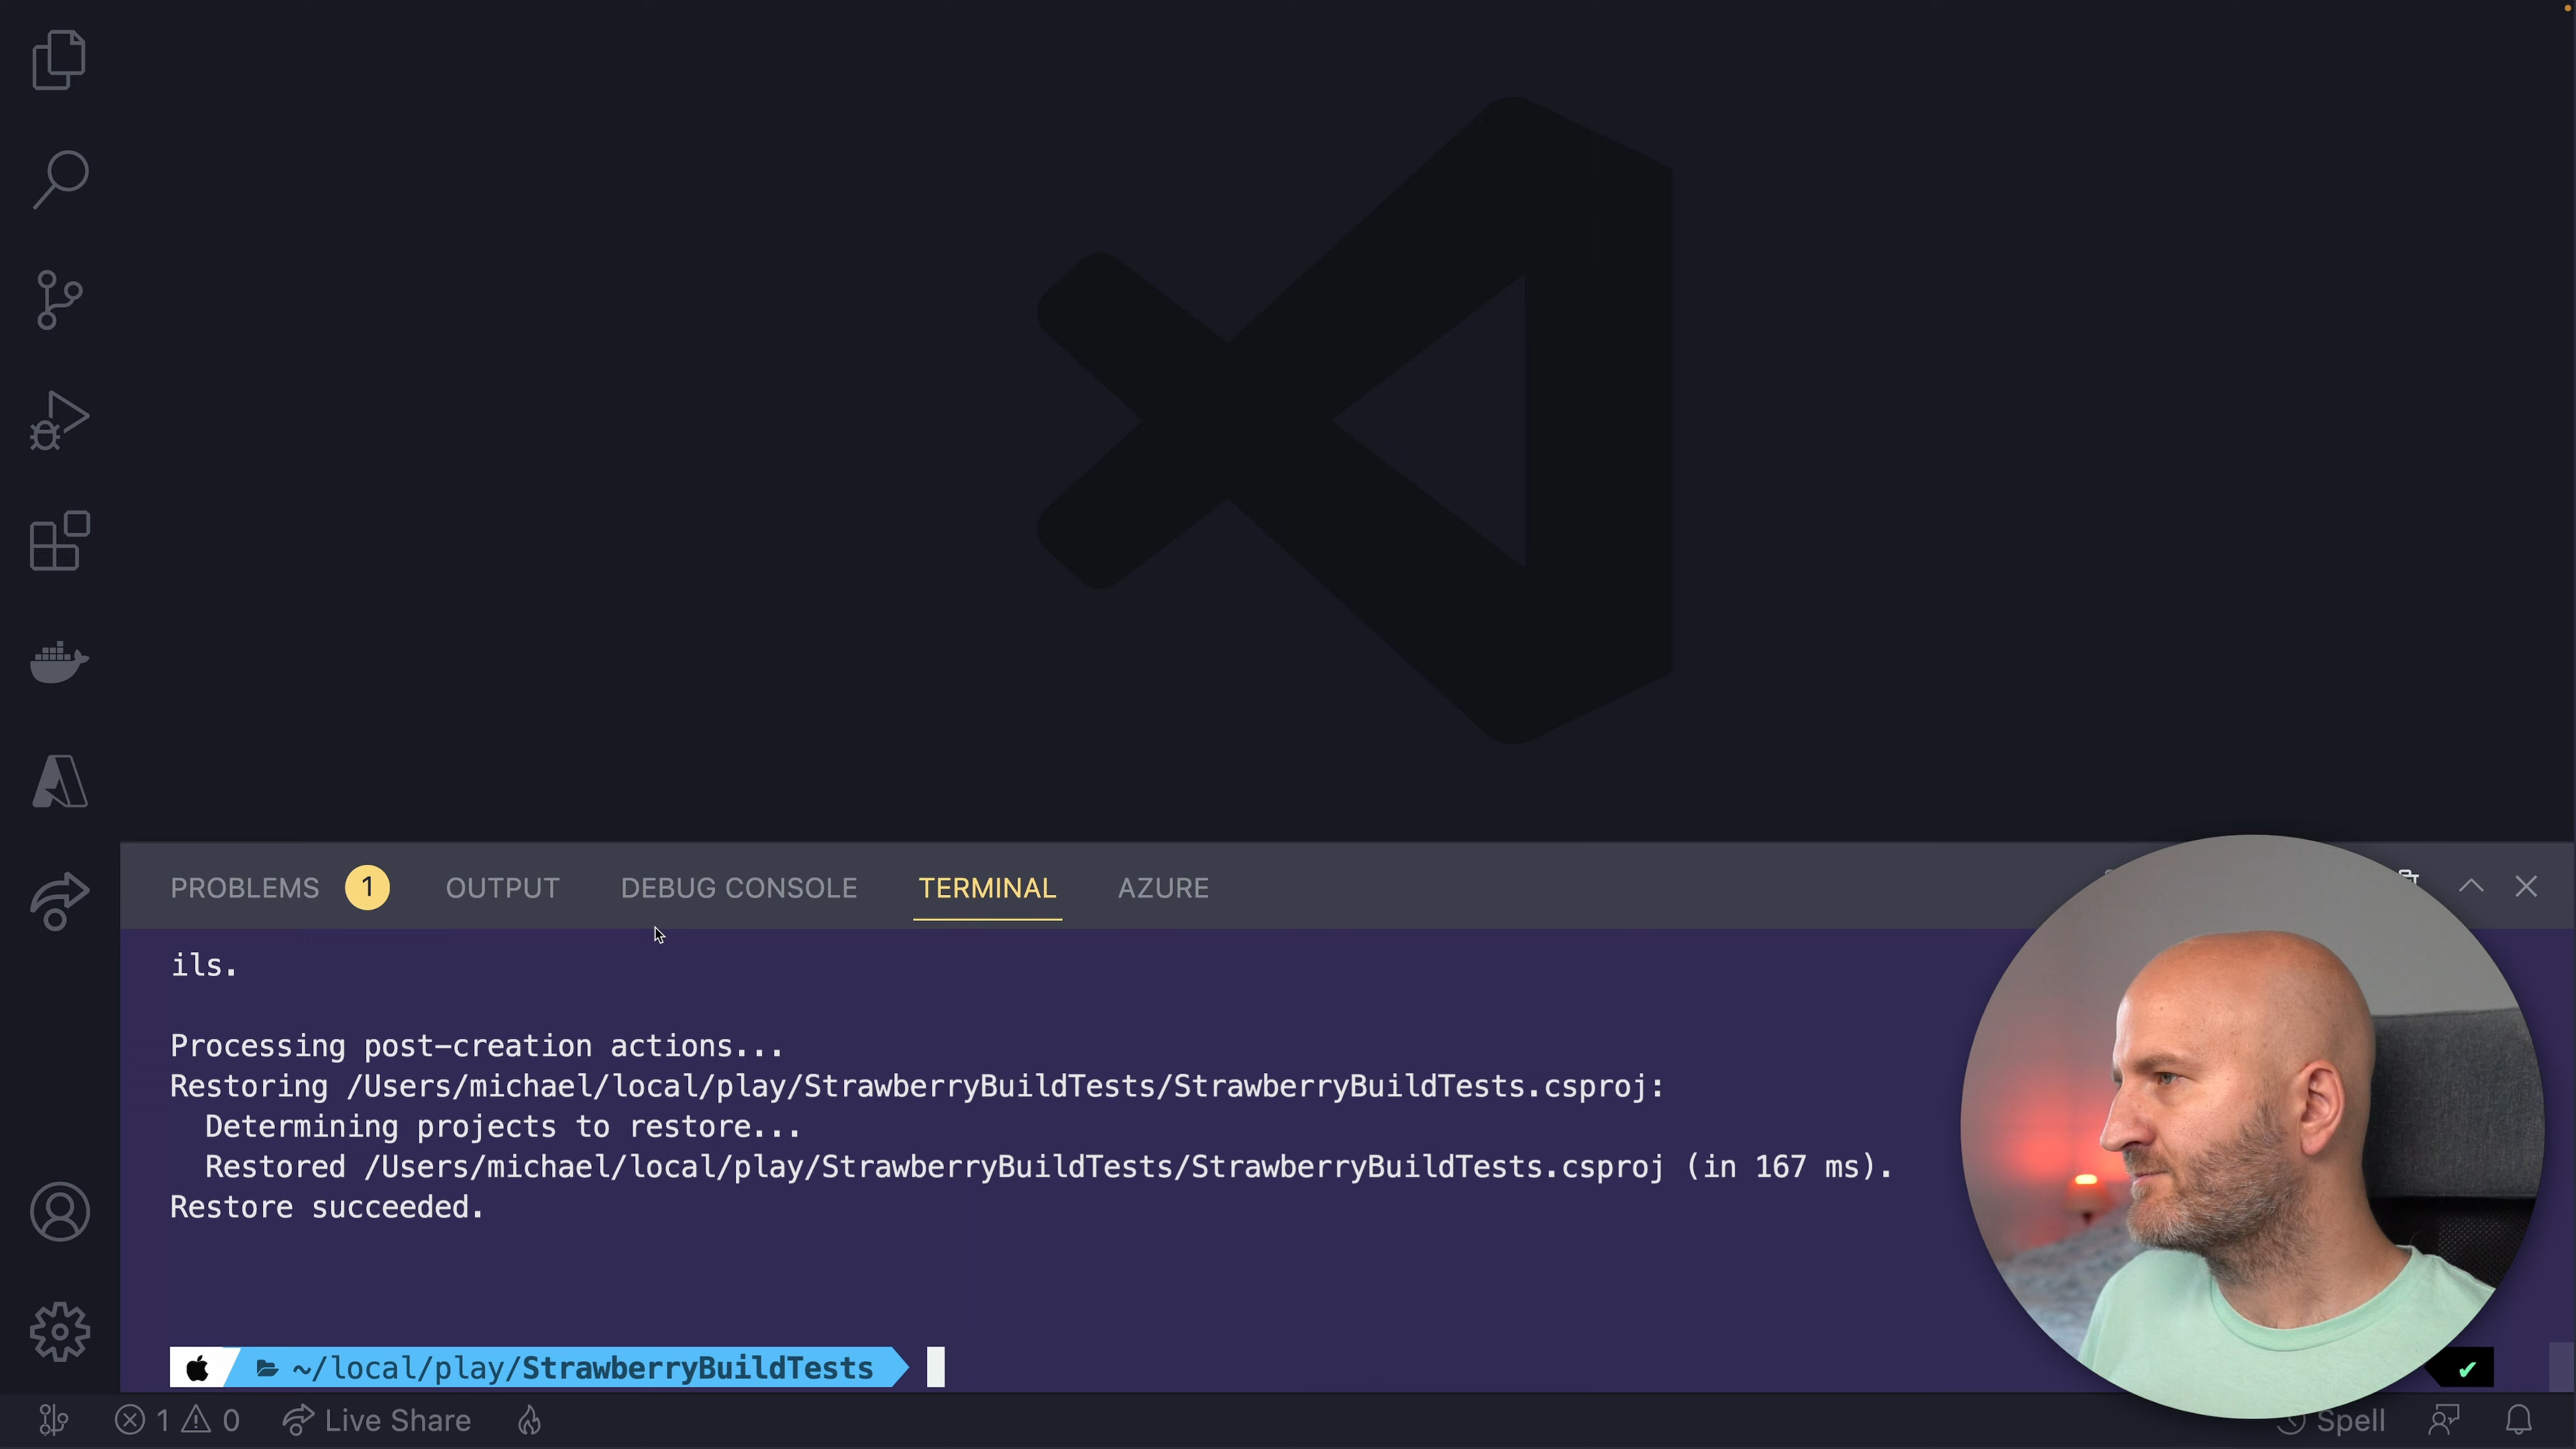 PROBLEMS 1 OUTPUT DEBUG CONSOLE TERMINAL AZURE
ils.
Processing post-creation actions...
Restoring /Users/michael/local/play/StrawberryBuildTests/StrawberryBuildTests.csproj:
Determining projects to restore...
Restored /Users/michael/local/play/StrawberryBuildTests/StrawberryBuildTests.csproj (in 167 ms).
Restore succeeded.
~/local/play/StrawberryBuildTests
1 0 Live Share Spell